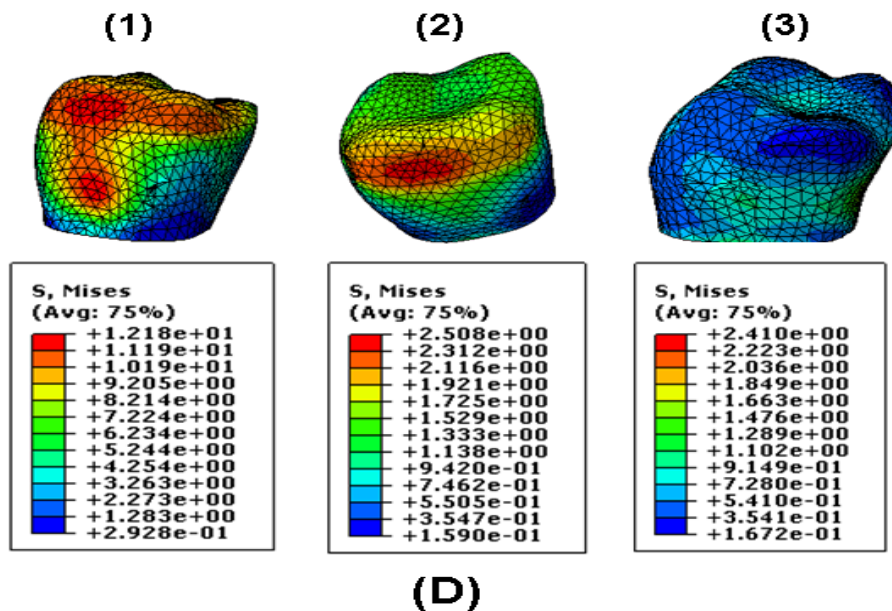 (1) (2) (3)
S, Mises
(Avg: 75%)
+1.218e+01
+1.119e+01
+1.019e+01
+9.205e+00
+8.214e+00
+7.224e+00
+6.234e+00
+5.244e+00
+4.254e+00
+3.263e+00
+2.273e+00
+1.283e+00
+2.928e-01
S, Mises
(Avg: 75%)
+2.508e+00
+2.312e+00
+2.116e+00
+1.921e+00
+1.725e+00
+1.529e+00
+1.333e+00
+1.138e+00
+9.420e-01
+7.462e-01
+5.505e-01
+3.547e-01
+1.590e-01
S, Mises
(Avg: 75%)
+2.410e+00
+2.223e+00
+2.036e+00
+1.849e+00
+1.663e+00
+1.476e+00
+1.289e+00
+1.102e+00
+9.149e-01
+7.280e-01
+5.410e-01
+3.541e-01
+1.672e-01
(D)